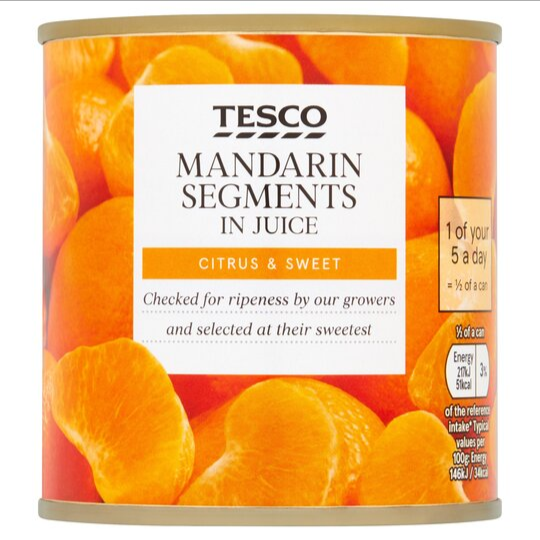 TESCO
MANDARIN
SEGMENTS
IN JUICE
CITRUS & SWEET
Checked for ripeness by our growers
and selected at their sweetest
1 of your
5 a day
= ½ of a can
½ of a can
Energy
217kJ
51kcal
3%
of the reference
intake* Typical
values per
100g: Energy
146kJ / 34kcal